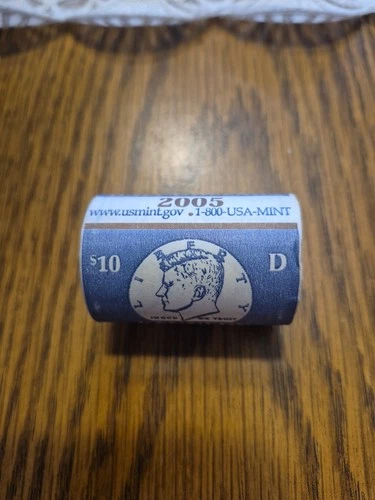 2005
www.usmint.gov • 1-800-USA-MINT
$10
LIBERTY
D